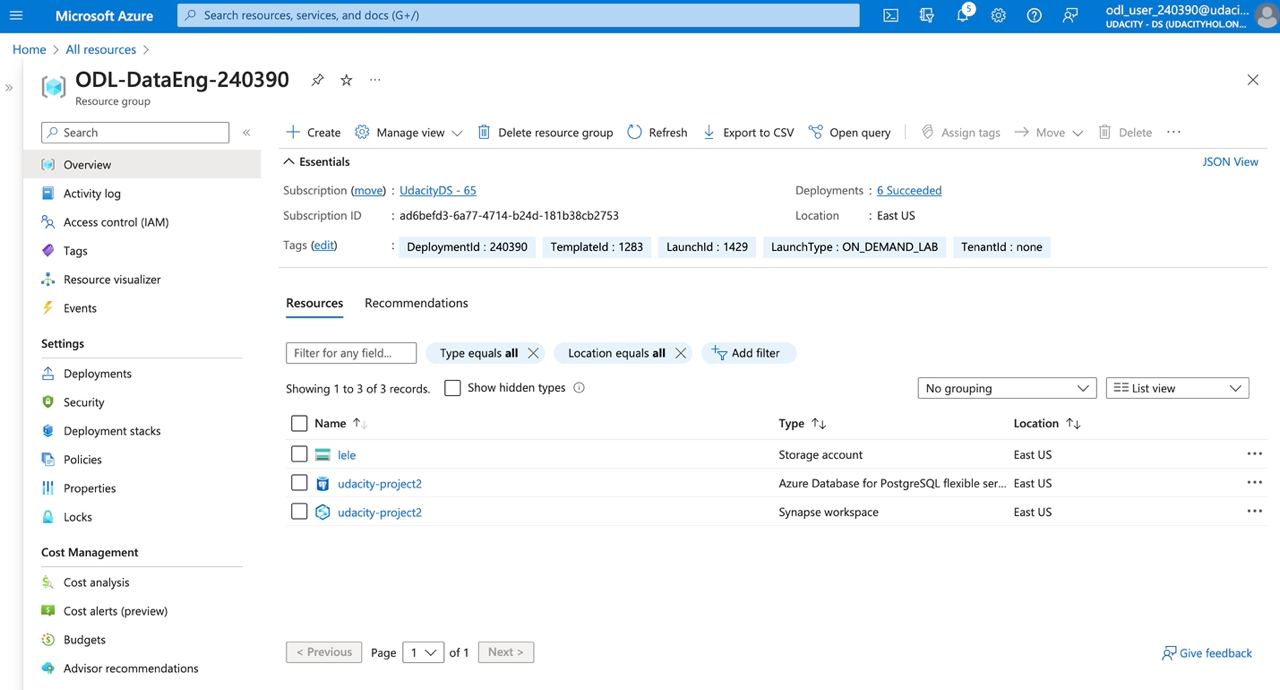 Microsoft Azure
Search resources, services, and docs (G+/)
5
odl_user_240390@udaci...
UDACITY - DS (UDACITYHOL.ON...
Home > All resources >
ODL-DataEng-240390
Resource group
Search
Overview
Activity log
Access control (IAM)
Tags
Resource visualizer
Events
Settings
Deployments
Security
Deployment stacks
Policies
Properties
Locks
Cost Management
Cost analysis
Cost alerts (preview)
Budgets
Advisor recommendations
Create Manage view Delete resource group Refresh Export to CSV Open query Assign tags Move Delete
Essentials JSON View
Subscription (move) : UdacityDS - 65 Deployments : 6 Succeeded
Subscription ID : ad6befd3-6a77-4714-b24d-181b38cb2753 Location : East US
Tags (edit) : DeploymentId : 240390 TemplateId : 1283 LaunchId : 1429 LaunchType : ON_DEMAND_LAB TenantId : none
Resources Recommendations
Filter for any field... Type equals all Location equals all Add filter
Showing 1 to 3 of 3 records. Show hidden types No grouping List view
Name Type Location
lele Storage account East US
udacity-project2 Azure Database for PostgreSQL flexible ser... East US
udacity-project2 Synapse workspace East US
< Previous Page 1 of 1 Next > Give feedback